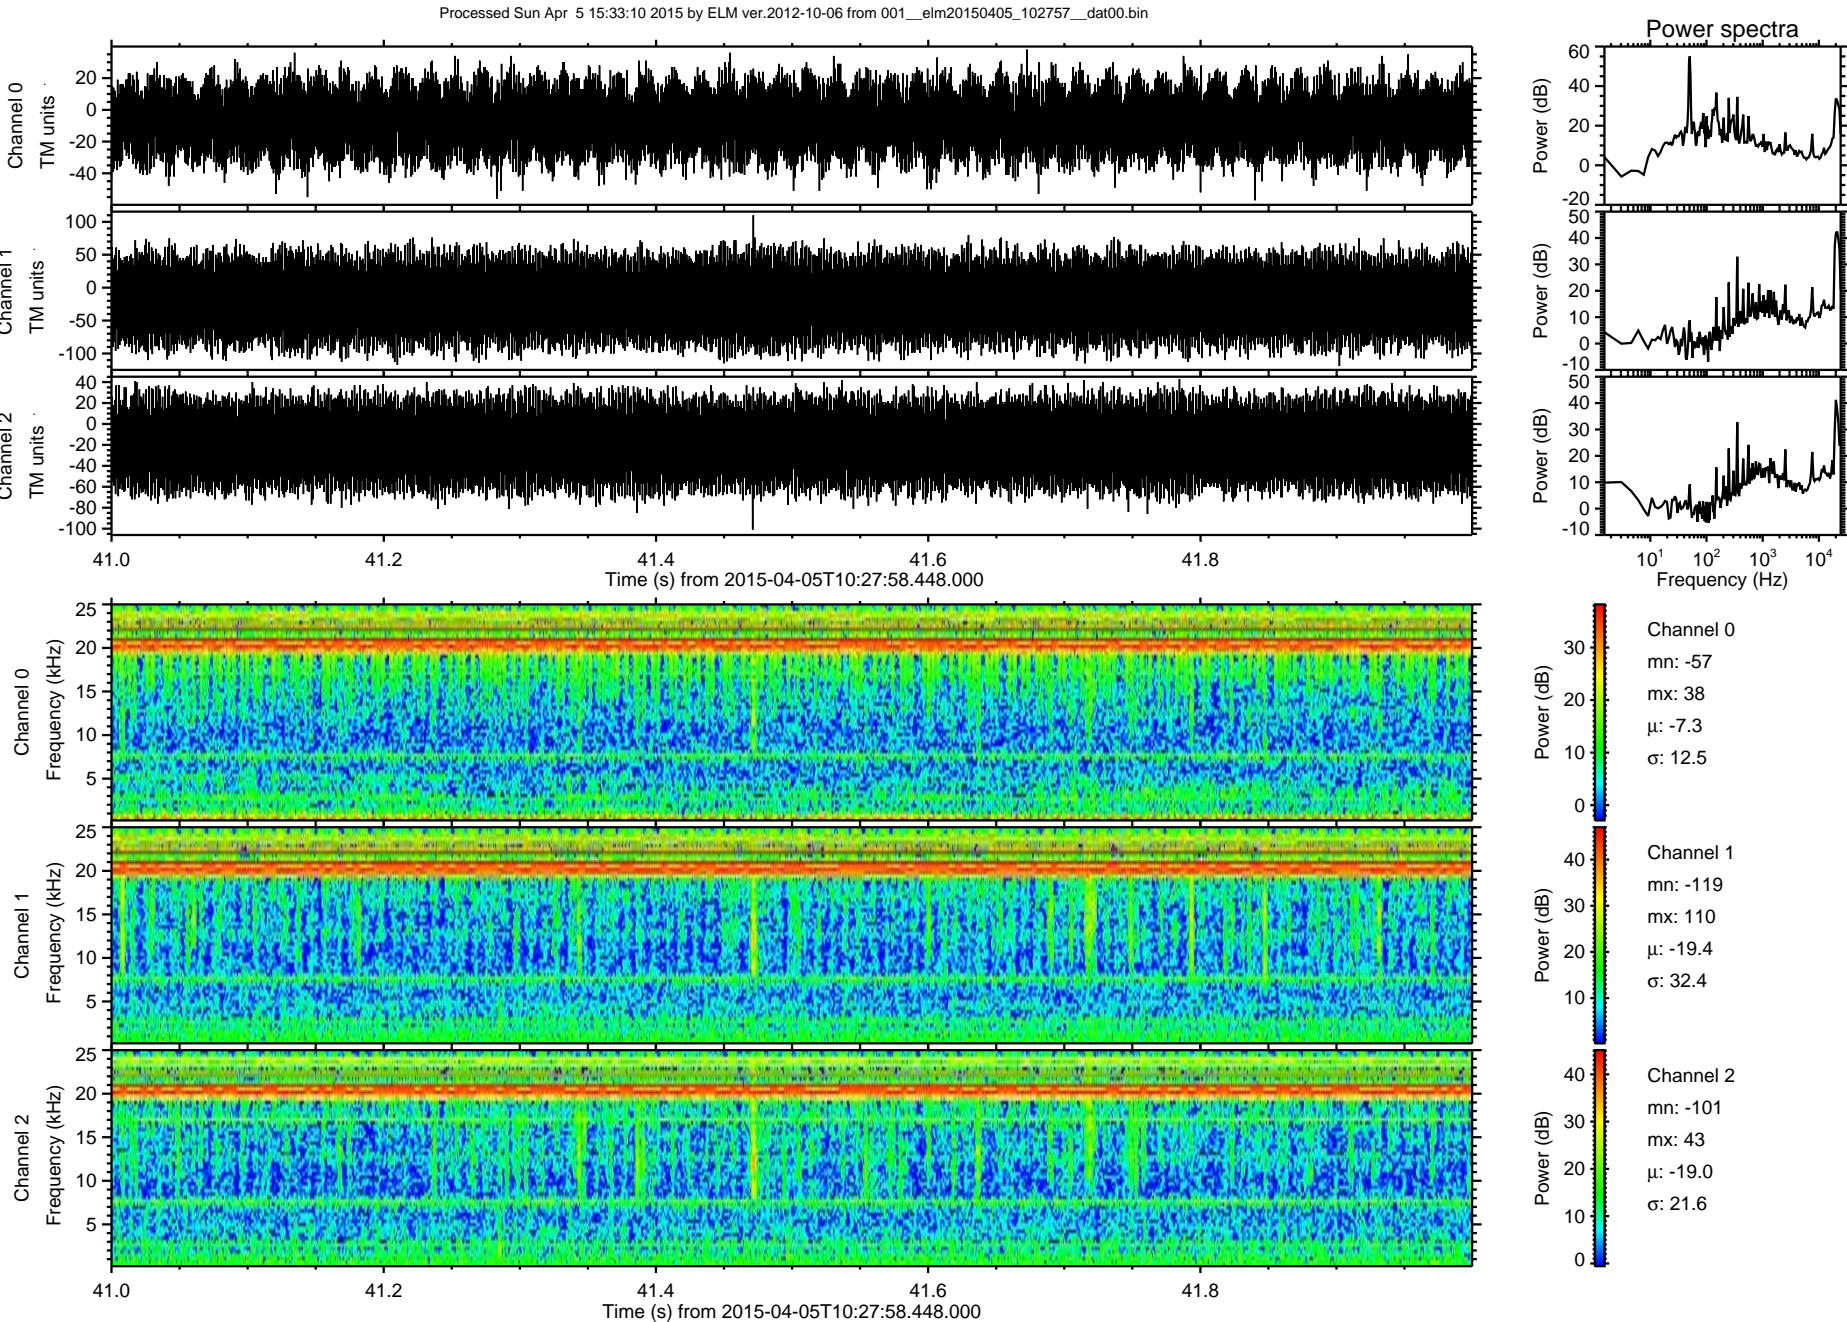 Processed Sun Apr 5 15:33:10 2015 by ELM ver.2012-10-06 from 001__elm20150405_102757__dat00.bin
Power spectra
Channel 0
TM units
20
0
-20
-40
Power (dB)
60
40
20
0
-20
Channel 1
TM units
100
50
0
-50
-100
Power (dB)
50
40
30
20
10
0
-10
Channel 2
TM units
40
20
0
-20
-40
-60
-80
-100
Power (dB)
50
40
30
20
10
0
-10
41.0 41.2 41.4 41.6 41.8
Time (s) from 2015-04-05T10:27:58.448.000
10^1 10^2 10^3 10^4
Frequency (Hz)
Channel 0
Frequency (kHz)
25
20
15
10
5
Power (dB)
30
20
10
0
Channel 0
mn: -57
mx: 38
μ: -7.3
σ: 12.5
Channel 1
Frequency (kHz)
25
20
15
10
5
Power (dB)
40
30
20
10
Channel 1
mn: -119
mx: 110
μ: -19.4
σ: 32.4
Channel 2
Frequency (kHz)
25
20
15
10
5
Power (dB)
40
30
20
10
0
Channel 2
mn: -101
mx: 43
μ: -19.0
σ: 21.6
41.0 41.2 41.4 41.6 41.8
Time (s) from 2015-04-05T10:27:58.448.000